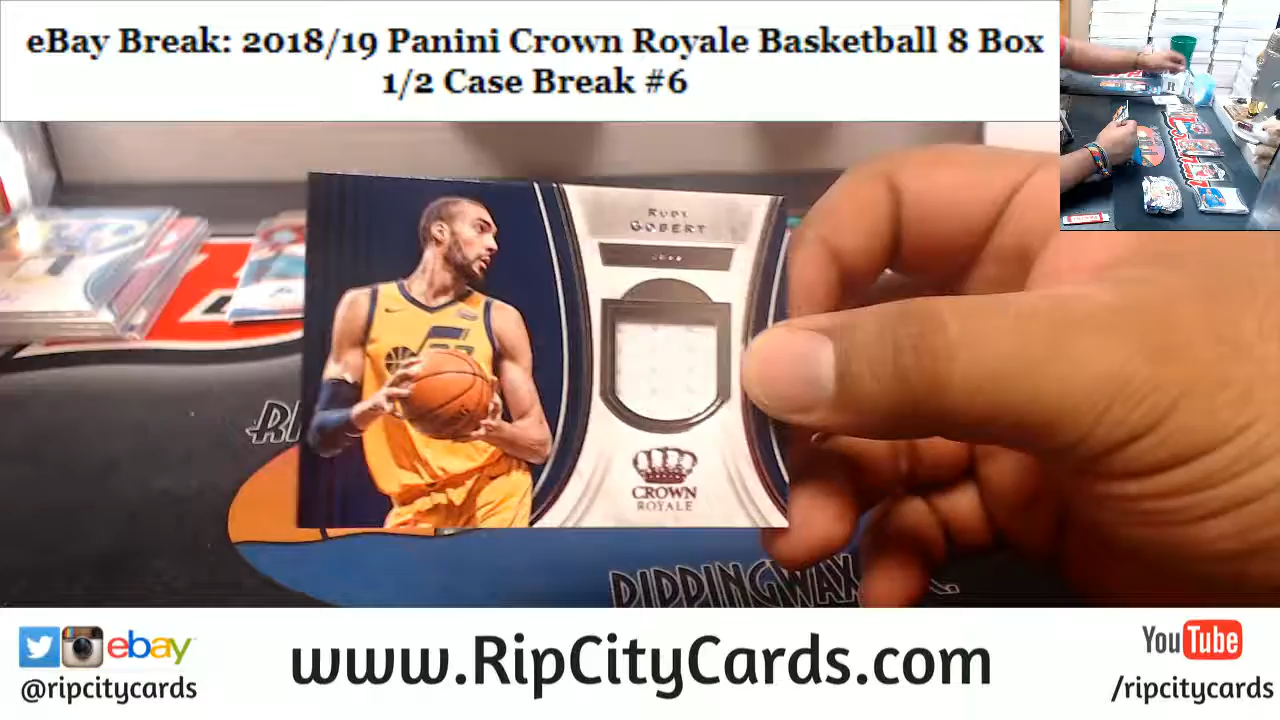 eBay Break: 2018/19 Panini Crown Royale Basketball 8 Box
1/2 Case Break #6
RUDY
GOBERT
JAZZ
CROWN
ROYALE
RIPPINGWAX
ebay
@ripcitycards
www.RipCityCards.com
YouTube
/ripcitycards